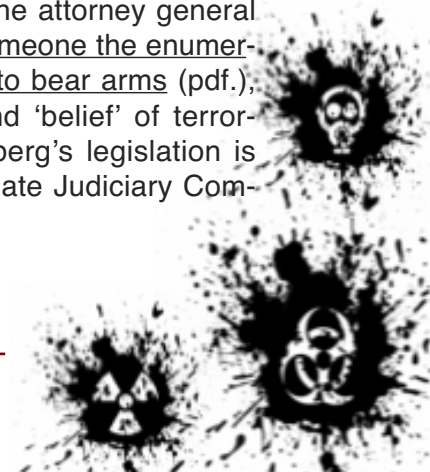 ne attorney general
meone the enumer-
to bear arms (pdf.),
nd ‘belief’ of terror-
berg’s legislation is
ate Judiciary Com-